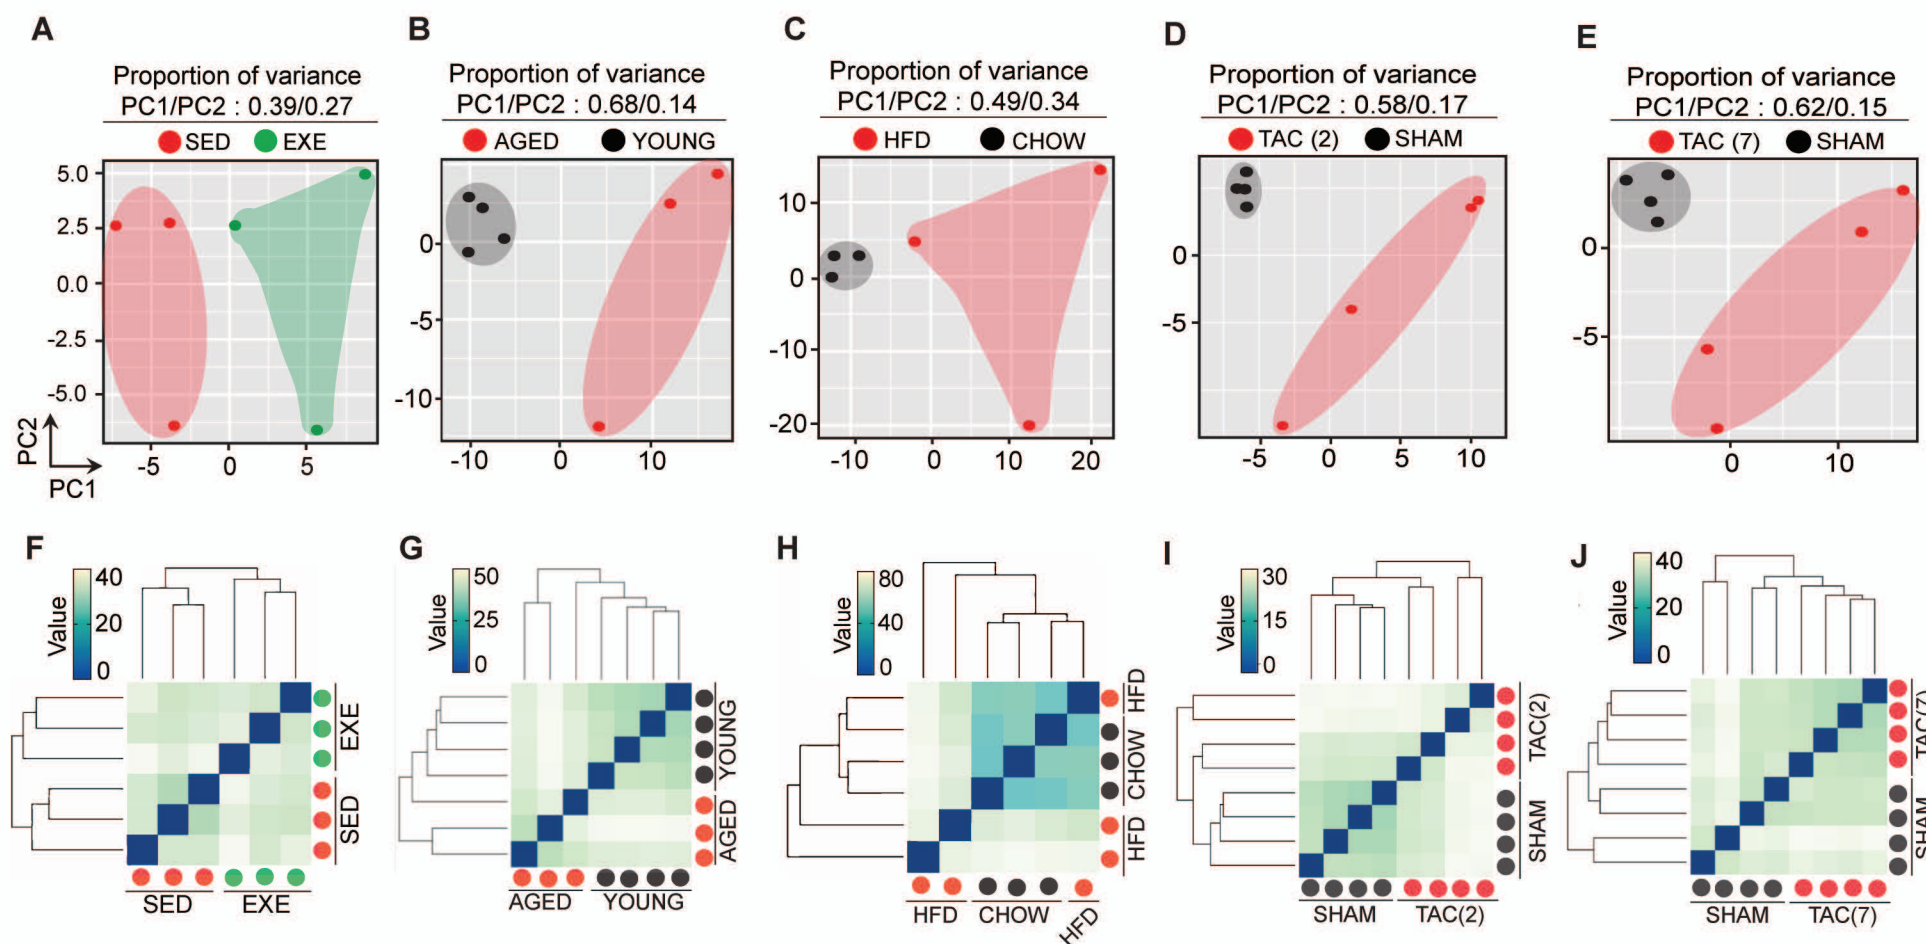 A
Proportion of variance
PC1/PC2 : 0.39/0.27
SED EXE
5.0
2.5
0.0
-2.5
-5.0
-5 0 5
PC2
PC1
B
Proportion of variance
PC1/PC2 : 0.68/0.14
AGED YOUNG
0
-5
-10
-10 0 10
C
Proportion of variance
PC1/PC2 : 0.49/0.34
HFD CHOW
10
0
-10
-20
-10 0 10 20
D
Proportion of variance
PC1/PC2 : 0.58/0.17
TAC (2) SHAM
0
-5
-5 0 5 10
E
Proportion of variance
PC1/PC2 : 0.62/0.15
TAC (7) SHAM
0
-5
0 10
F
Value
40
20
0
EXE
SED
SED EXE
G
Value
50
25
0
YOUNG
AGED
AGED YOUNG
H
Value
80
40
0
HFD
CHOW
HFD
HFD CHOW HFD
I
Value
30
15
0
TAC(2)
SHAM
SHAM TAC(2)
J
Value
40
20
0
TAC(7)
SHAM
SHAM TAC(7)